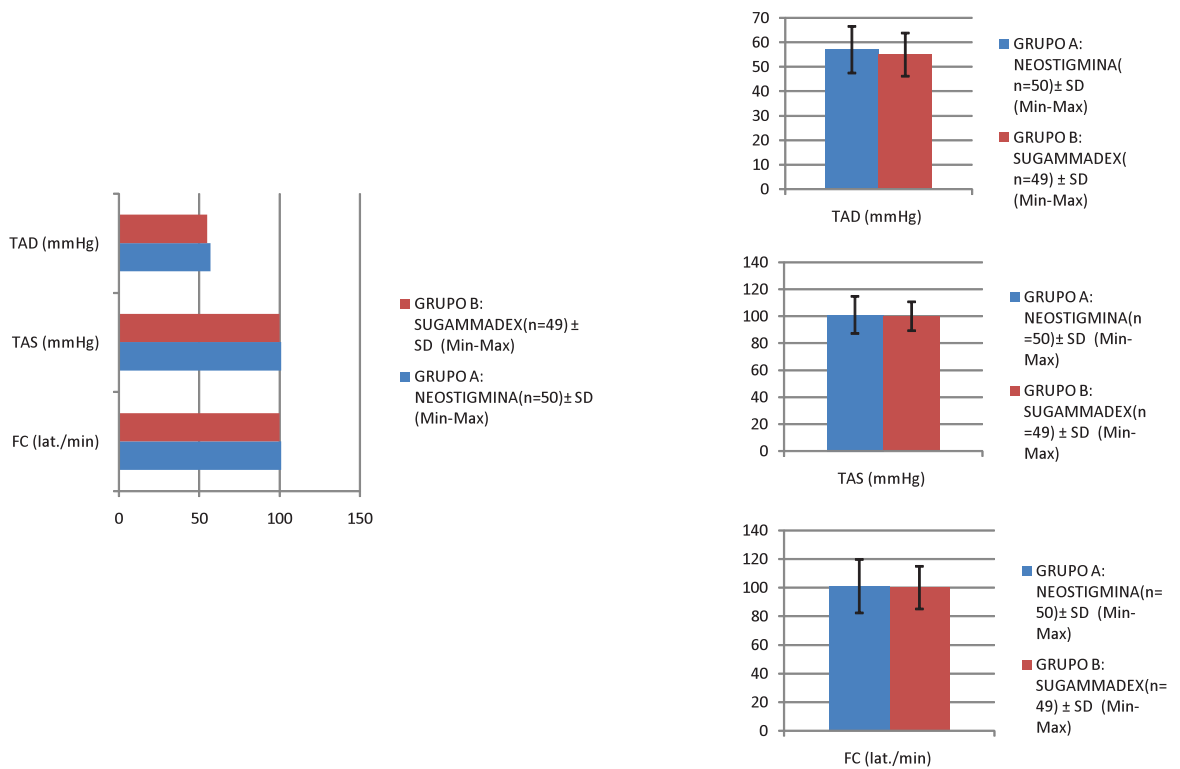 TAD (mmHg)
TAS (mmHg)
FC (lat./min)
0 50 100 150
GRUPO B:
SUGAMMADEX(n=49) ±
SD (Min-Max)
GRUPO A:
NEOSTIGMINA(n=50)± SD
(Min-Max)
70
60
50
40
30
20
10
0
TAD (mmHg)
GRUPO A:
NEOSTIGMINA(
n=50)± SD
(Min-Max)
GRUPO B:
SUGAMMADEX(
n=49) ± SD
(Min-Max)
140
120
100
80
60
40
20
0
TAS (mmHg)
GRUPO A:
NEOSTIGMINA(n
=50)± SD (Min-
Max)
GRUPO B:
SUGAMMADEX(n
=49) ± SD (Min-
Max)
140
120
100
80
60
40
20
0
FC (lat./min)
GRUPO A:
NEOSTIGMINA(n=
50)± SD (Min-
Max)
GRUPO B:
SUGAMMADEX(n=
49) ± SD (Min-
Max)